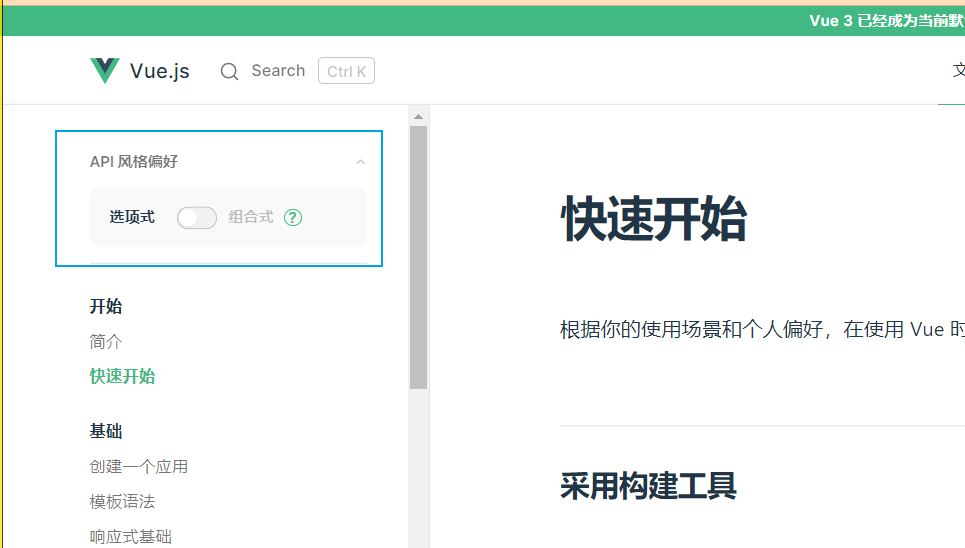 Vue 3 已经成为当前默
Vue.js
Search
Ctrl K
文
API 风格偏好
选项式
组合式
?
开始
简介
快速开始
基础
创建一个应用
模板语法
响应式基础
快速开始
根据你的使用场景和个人偏好，在使用 Vue 时
采用构建工具